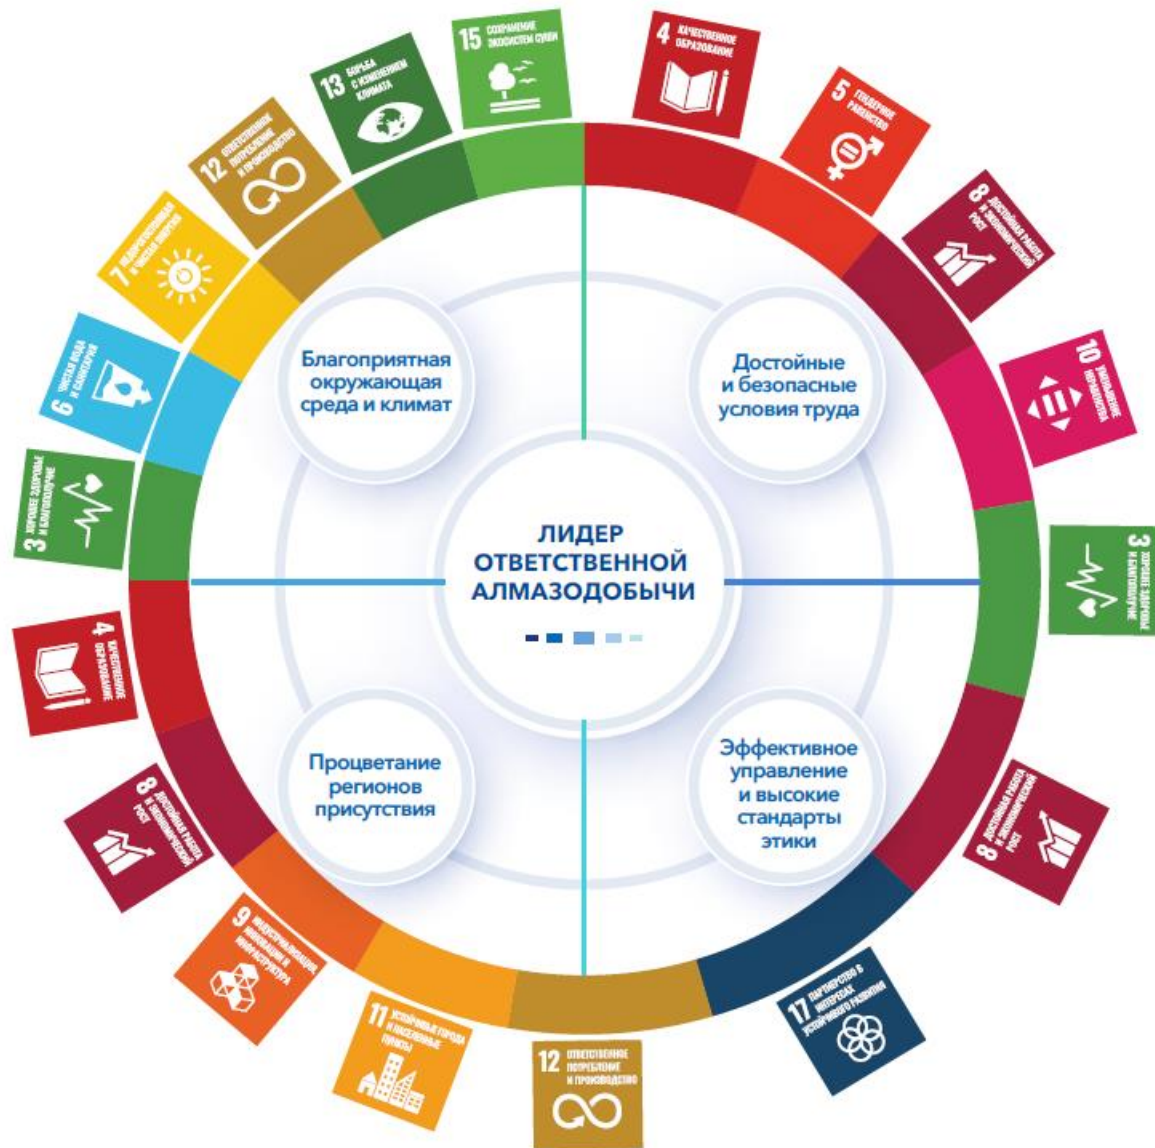 15 СОХРАНЕНИЕ
ЭКОСИСТЕМ СУШИ
4 КАЧЕСТВЕННОЕ
ОБРАЗОВАНИЕ
5 ГЕНДЕРНОЕ
РАВЕНСТВО
8 ДОСТОЙНАЯ РАБОТА
И ЭКОНОМИЧЕСКИЙ
РОСТ
10 УМЕНЬШЕНИЕ
НЕРАВЕНСТВА
3 ХОРОШЕЕ ЗДОРОВЬЕ
И БЛАГОПОЛУЧИЕ
8 ДОСТОЙНАЯ РАБОТА
И ЭКОНОМИЧЕСКИЙ
РОСТ
17 ПАРТНЕРСТВО В
ИНТЕРЕСАХ
УСТОЙЧИВОГО РАЗВИТИЯ
12 ОТВЕТСТВЕННОЕ
ПОТРЕБЛЕНИЕ
И ПРОИЗВОДСТВО
11 УСТОЙЧИВЫЕ ГОРОДА
И НАСЕЛЕННЫЕ
ПУНКТЫ
9 ИНДУСТРИАЛИЗАЦИЯ,
ИННОВАЦИИ И
ИНФРАСТРУКТУРА
8 ДОСТОЙНАЯ РАБОТА
И ЭКОНОМИЧЕСКИЙ
РОСТ
4 КАЧЕСТВЕННОЕ
ОБРАЗОВАНИЕ
3 ХОРОШЕЕ ЗДОРОВЬЕ
И БЛАГОПОЛУЧИЕ
6 ЧИСТАЯ ВОДА
И САНИТАРИЯ
7 НЕДОРОГОСТОЯЩАЯ
И ЧИСТАЯ ЭНЕРГИЯ
12 ОТВЕТСТВЕННОЕ
ПОТРЕБЛЕНИЕ
И ПРОИЗВОДСТВО
13 БОРЬБА
С ИЗМЕНЕНИЕМ
КЛИМАТА
Благоприятная
окружающая
среда и климат
Достойные
и безопасные
условия труда
ЛИДЕР
ОТВЕТСТВЕННОЙ
АЛМАЗОДОБЫЧИ
Процветание
регионов
присутствия
Эффективное
управление
и высокие
стандарты
этики